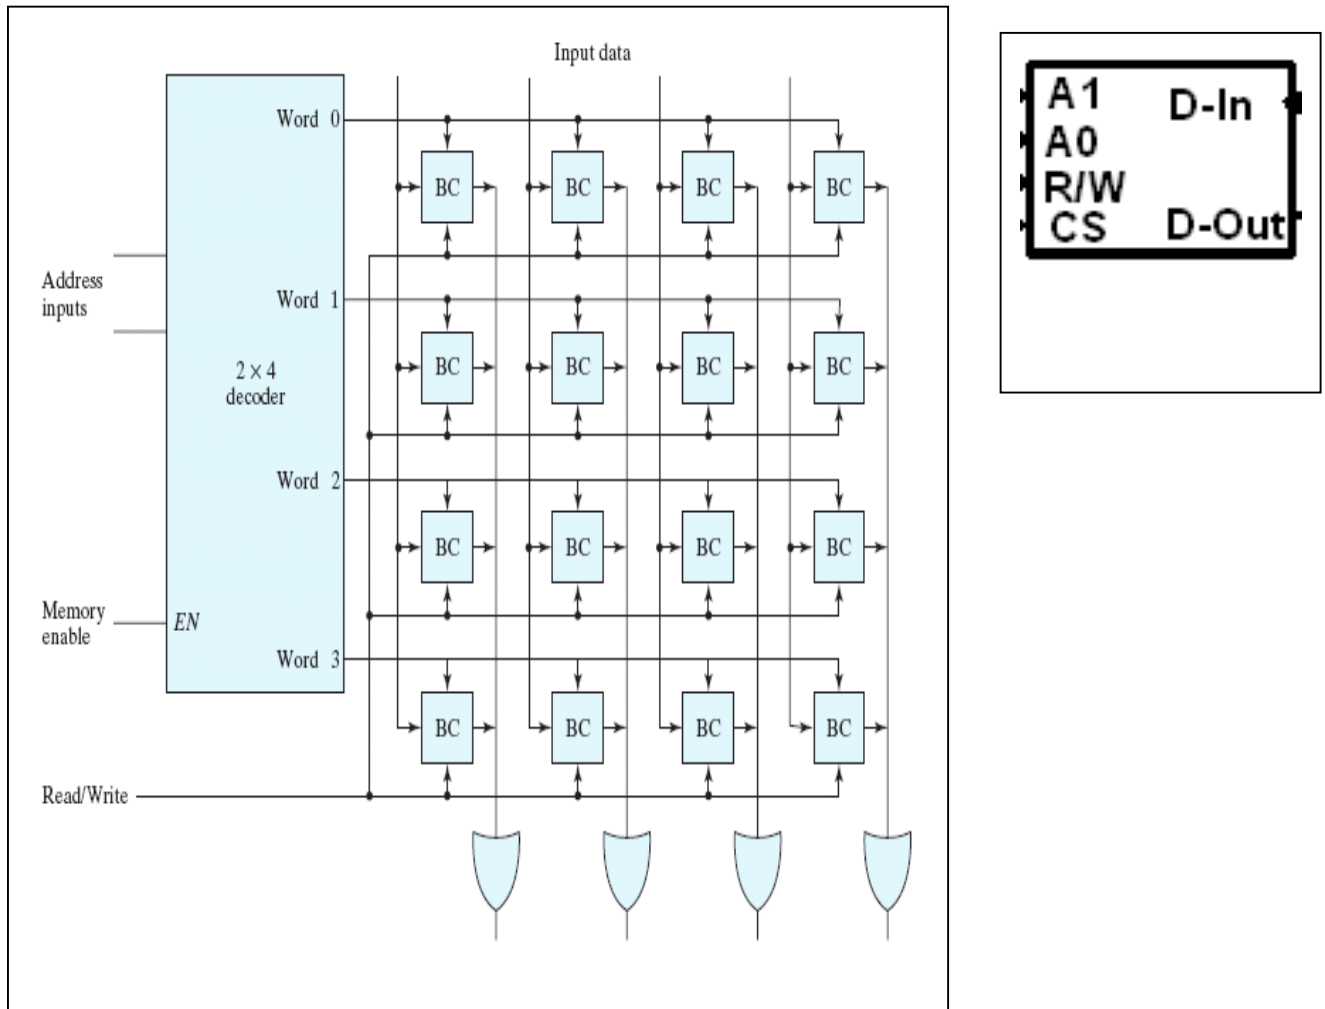 Input data
Word 0
BC BC BC BC
Address
inputs
Word 1
2 × 4
decoder
BC BC BC BC
Word 2
BC BC BC BC
Memory
enable
EN
Word 3
BC BC BC BC
Read/Write
A1 D-In
A0
R/W
CS D-Out